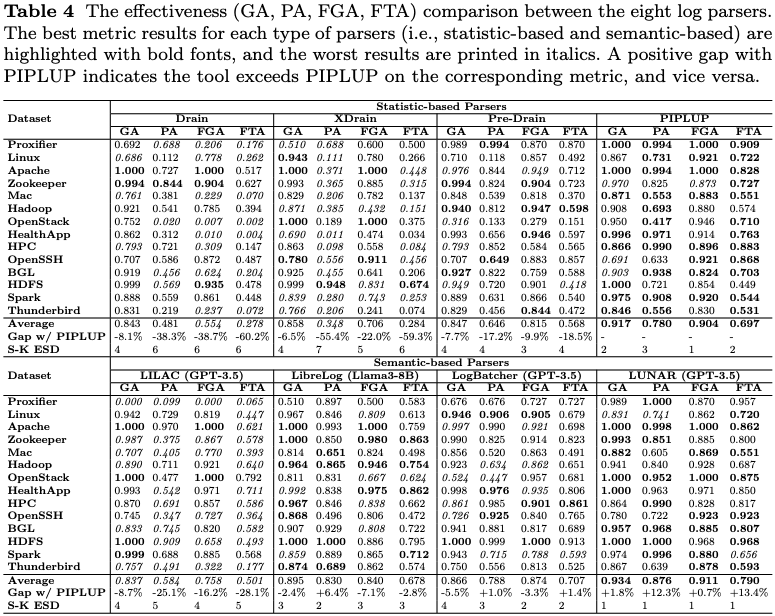 Table 4 The effectiveness (GA, PA, FGA, FTA) comparison between the eight log parsers.
The best metric results for each type of parsers (i.e., statistic-based and semantic-based) are
highlighted with bold fonts, and the worst results are printed in italics. A positive gap with
PIPLUP indicates the tool exceeds PIPLUP on the corresponding metric, and vice versa.
Dataset Statistic-based Parsers
Drain XDrain Pre-Drain PIPLUP
GA PA FGA FTA GA PA FGA FTA GA PA FGA FTA GA PA FGA FTA
Proxifier 0.692 0.688 0.206 0.176 0.510 0.688 0.600 0.500 0.989 0.994 0.870 0.870 1.000 0.994 1.000 0.909
Linux 0.686 0.112 0.778 0.262 0.943 0.111 0.780 0.266 0.710 0.118 0.857 0.492 0.867 0.731 0.921 0.722
Apache 1.000 0.727 1.000 0.517 1.000 0.371 1.000 0.448 0.976 0.844 0.949 0.712 1.000 0.994 1.000 0.828
Zookeeper 0.994 0.844 0.904 0.627 0.993 0.365 0.885 0.315 0.994 0.824 0.904 0.723 0.970 0.825 0.873 0.727
Mac 0.761 0.381 0.229 0.070 0.829 0.206 0.782 0.137 0.848 0.539 0.818 0.370 0.871 0.553 0.883 0.551
Hadoop 0.921 0.541 0.785 0.394 0.871 0.385 0.432 0.151 0.940 0.812 0.947 0.598 0.908 0.693 0.880 0.574
OpenStack 0.752 0.020 0.007 0.002 1.000 0.189 1.000 0.375 0.316 0.133 0.279 0.151 0.950 0.417 0.946 0.710
HealthApp 0.862 0.312 0.010 0.004 0.690 0.011 0.474 0.034 0.993 0.656 0.946 0.597 0.996 0.971 0.914 0.763
HPC 0.793 0.721 0.309 0.147 0.863 0.098 0.558 0.084 0.793 0.852 0.584 0.565 0.866 0.990 0.896 0.883
OpenSSH 0.707 0.586 0.872 0.487 0.780 0.556 0.911 0.456 0.707 0.649 0.883 0.857 0.691 0.633 0.921 0.868
BGL 0.919 0.456 0.624 0.204 0.925 0.455 0.641 0.206 0.927 0.822 0.759 0.588 0.903 0.938 0.824 0.703
HDFS 0.999 0.569 0.935 0.478 0.999 0.948 0.831 0.674 0.949 0.720 0.901 0.418 1.000 0.721 0.854 0.449
Spark 0.888 0.559 0.861 0.448 0.839 0.280 0.743 0.253 0.889 0.631 0.866 0.540 0.975 0.908 0.920 0.544
Thunderbird 0.831 0.219 0.237 0.072 0.766 0.206 0.241 0.074 0.829 0.456 0.844 0.472 0.846 0.556 0.830 0.531
Average 0.843 0.481 0.554 0.278 0.858 0.348 0.706 0.284 0.847 0.646 0.815 0.568 0.917 0.780 0.904 0.697
Gap w/ PIPLUP -8.1% -38.3% -38.7% -60.2% -6.5% -55.4% -22.0% -59.3% -7.7% -17.2% -9.9% -18.5% - - - -
S-K ESD 4 6 6 6 4 7 5 6 4 4 3 4 2 3 1 2
Dataset Semantic-based Parsers
LILAC (GPT-3.5) LibreLog (Llama3-8B) LogBatcher (GPT-3.5) LUNAR (GPT-3.5)
GA PA FGA FTA GA PA FGA FTA GA PA FGA FTA GA PA FGA FTA
Proxifier 0.000 0.099 0.000 0.065 0.510 0.897 0.500 0.583 0.676 0.676 0.727 0.727 0.989 1.000 0.870 0.957
Linux 0.942 0.729 0.819 0.447 0.967 0.846 0.809 0.613 0.946 0.906 0.905 0.679 0.831 0.741 0.862 0.720
Apache 1.000 0.970 1.000 0.621 1.000 0.993 1.000 0.759 0.997 0.990 0.921 0.698 1.000 0.998 1.000 0.862
Zookeeper 0.987 0.375 0.867 0.578 1.000 0.850 0.980 0.863 0.990 0.825 0.914 0.823 0.993 0.851 0.885 0.800
Mac 0.707 0.405 0.770 0.393 0.814 0.651 0.824 0.498 0.856 0.520 0.863 0.491 0.882 0.605 0.869 0.551
Hadoop 0.890 0.711 0.921 0.640 0.964 0.865 0.946 0.754 0.923 0.634 0.862 0.651 0.941 0.840 0.928 0.687
OpenStack 1.000 0.477 1.000 0.792 0.811 0.831 0.667 0.624 0.524 0.447 0.957 0.681 1.000 0.952 1.000 0.875
HealthApp 0.993 0.542 0.971 0.711 0.992 0.838 0.975 0.862 0.998 0.976 0.935 0.806 1.000 0.963 0.971 0.850
HPC 0.870 0.691 0.857 0.586 0.967 0.846 0.838 0.662 0.861 0.985 0.901 0.861 0.864 0.990 0.828 0.817
OpenSSH 0.745 0.347 0.727 0.364 0.868 0.496 0.806 0.472 0.726 0.925 0.840 0.765 0.780 0.722 0.923 0.923
BGL 0.833 0.745 0.820 0.582 0.907 0.929 0.808 0.722 0.941 0.881 0.817 0.689 0.957 0.968 0.885 0.807
HDFS 1.000 0.909 0.658 0.493 1.000 1.000 0.886 0.795 1.000 0.999 1.000 0.913 1.000 1.000 0.968 0.968
Spark 0.999 0.688 0.885 0.568 0.859 0.889 0.865 0.712 0.943 0.715 0.788 0.593 0.974 0.996 0.880 0.656
Thunderbird 0.757 0.491 0.322 0.177 0.874 0.689 0.862 0.574 0.750 0.556 0.813 0.525 0.867 0.639 0.878 0.593
Average 0.837 0.584 0.758 0.501 0.895 0.830 0.840 0.678 0.866 0.788 0.874 0.707 0.934 0.876 0.911 0.790
Gap w/ PIPLUP -8.7% -25.1% -16.2% -28.1% -2.4% +6.4% -7.1% -2.8% -5.5% +1.0% -3.3% +1.4% +1.8% +12.3% +0.7% +13.4%
S-K ESD 4 5 4 5 3 2 3 3 4 3 2 2 1 1 1 1